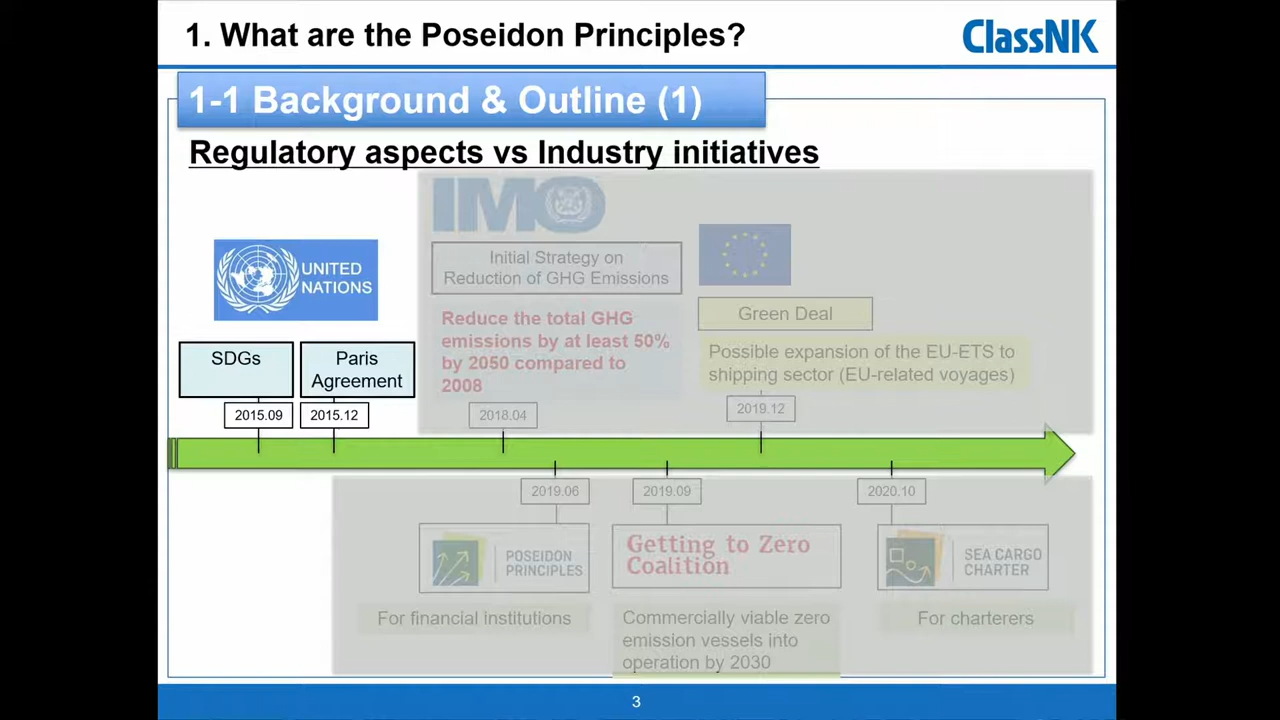 1. What are the Poseidon Principles?
ClassNK
1-1 Background & Outline (1)
Regulatory aspects vs Industry initiatives
UNITED
NATIONS
SDGs
Paris
Agreement
2015.09
2015.12
IMO
Initial Strategy on
Reduction of GHG Emissions
Reduce the total GHG
emissions by at least 50%
by 2050 compared to
2008
2018.04
Green Deal
Possible expansion of the EU-ETS to
shipping sector (EU-related voyages)
2019.12
2019.06
POSEIDON
PRINCIPLES
For financial institutions
2019.09
Getting to Zero
Coalition
Commercially viable zero
emission vessels into
operation by 2030
2020.10
SEA CARGO
CHARTER
For charterers
3